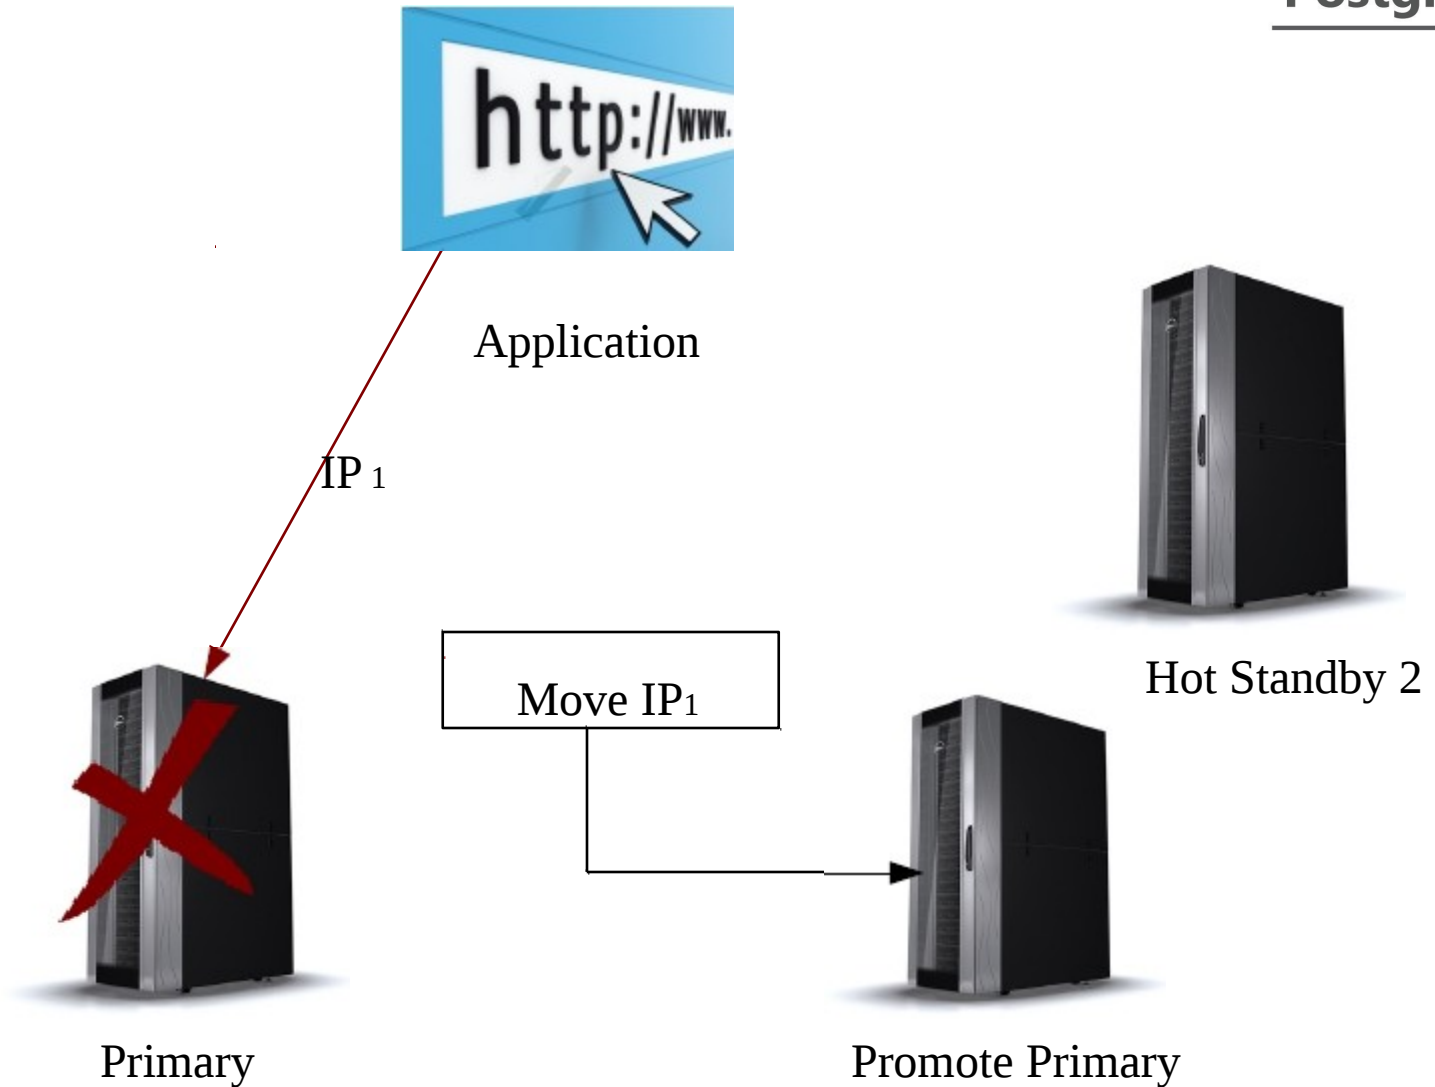 http://www.
Application
IP 1
Hot Standby 2
Move IP1
Primary
Promote Primary